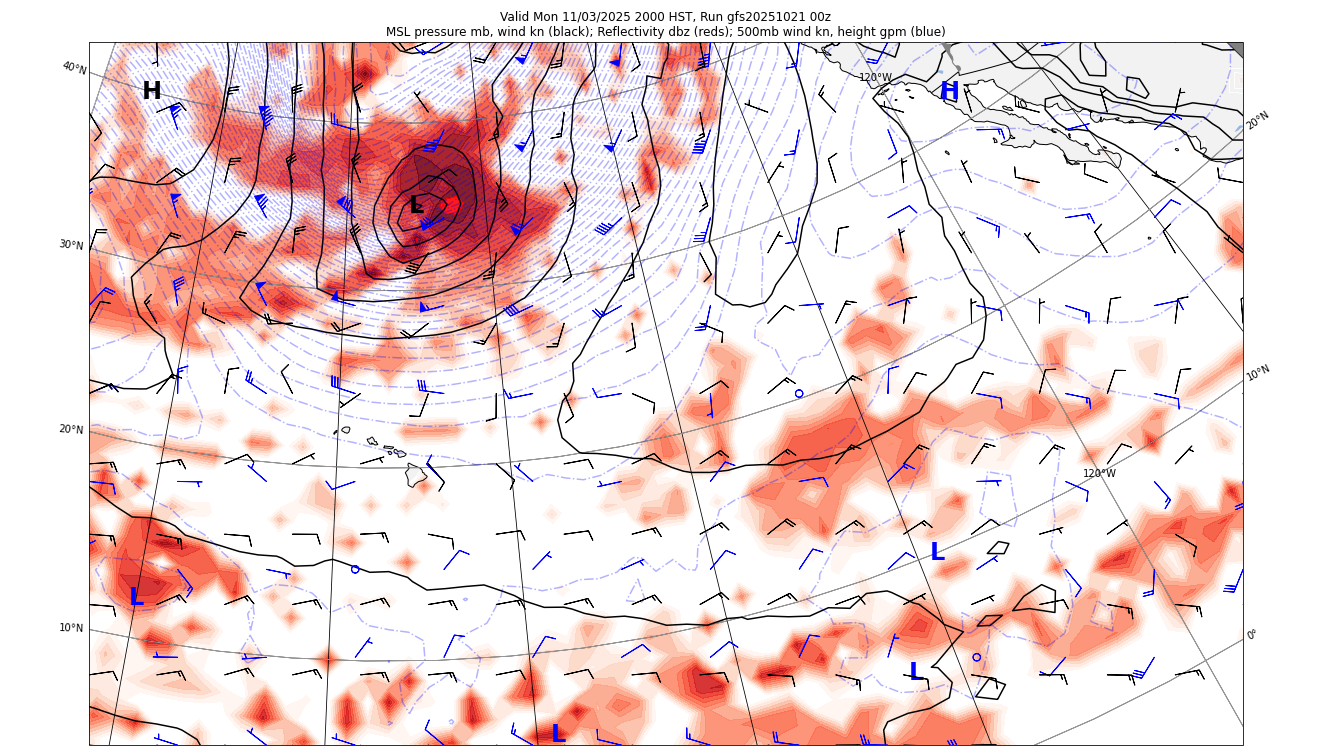 Valid Mon 11/03/2025 2000 HST, Run gfs20251021 00z
MSL pressure mb, wind kn (black); Reflectivity dbz (reds); 500mb wind kn, height gpm (blue)
40°N
H
120°W
H
20°N
L
30°N
10°N
20°N
120°W
L
L
10°N
0°
L
L